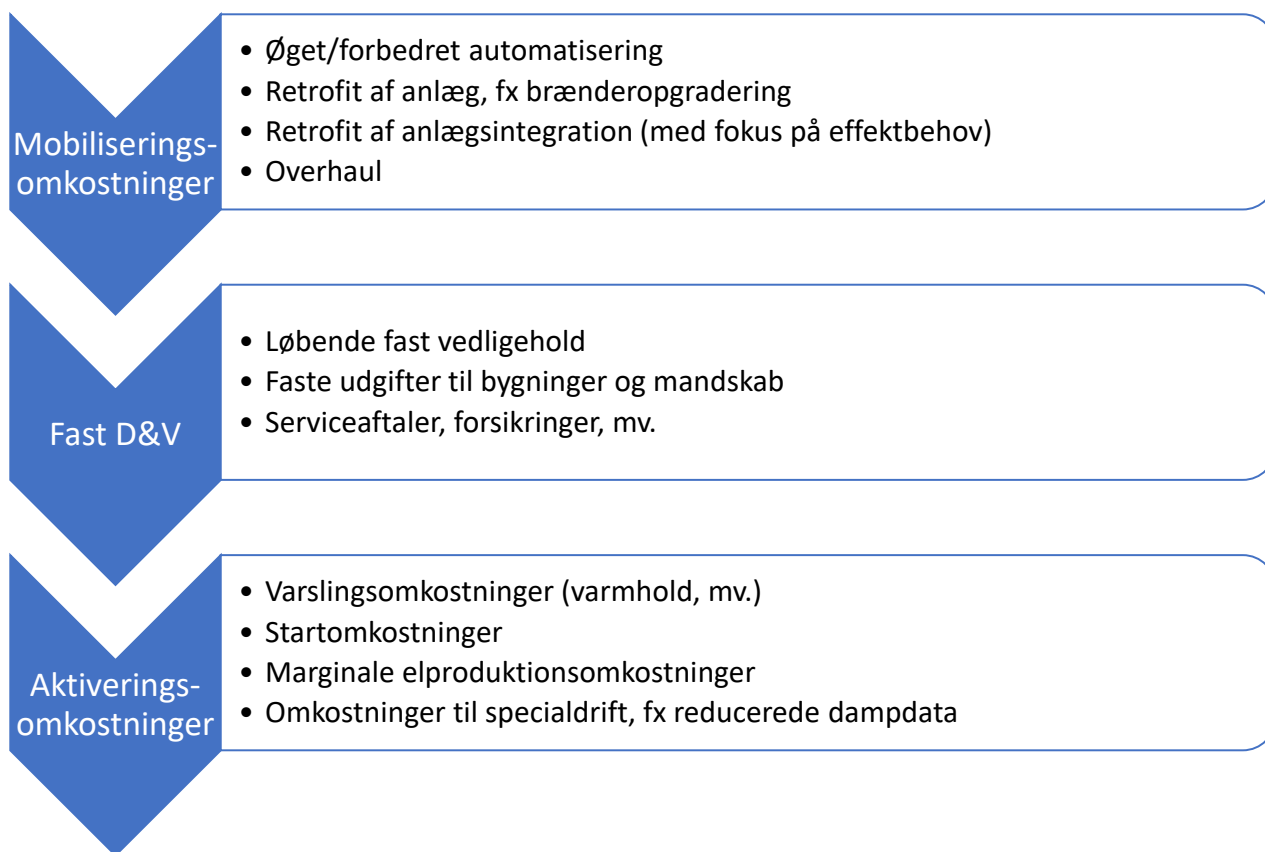 Mobiliserings-
omkostninger
• Øget/forbedret automatisering
• Retrofit af anlæg, fx brænderopgradering
• Retrofit af anlægsintegration (med fokus på effektbehov)
• Overhaul
Fast D&V
• Løbende fast vedligehold
• Faste udgifter til bygninger og mandskab
• Serviceaftaler, forsikringer, mv.
Aktiverings-
omkostninger
• Varslingsomkostninger (varmhold, mv.)
• Startomkostninger
• Marginale elproduktionsomkostninger
• Omkostninger til specialdrift, fx reducerede dampdata